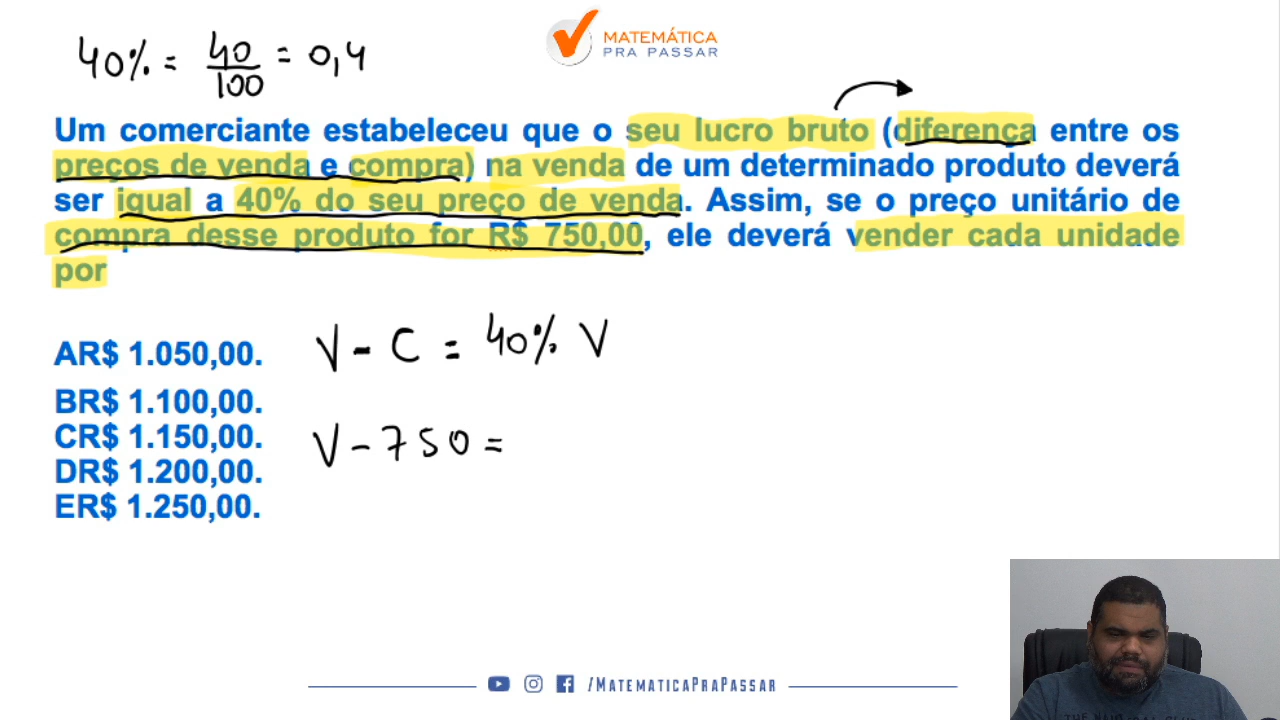 40% = 40/100 = 0,4
MATEMÁTICA
PRA PASSAR
Um comerciante estabeleceu que o seu lucro bruto (diferença entre os
preços de venda e compra) na venda de um determinado produto deverá
ser igual a 40% do seu preço de venda. Assim, se o preço unitário de
compra desse produto for R$ 750,00, ele deverá vender cada unidade
por
AR$ 1.050,00.
V - C = 40% V
BR$ 1.100,00.
CR$ 1.150,00.
V - 750 =
DR$ 1.200,00.
ER$ 1.250,00.
/MATEMATICAPRAPASSAR